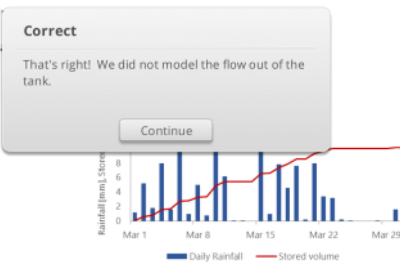 Correct
That's right! We did not model the flow out of the
tank.
Continue
Rainfall [mm], Stored
8
6
4
2
0
Mar 1 Mar 8 Mar 15 Mar 22 Mar 29
Daily Rainfall Stored volume